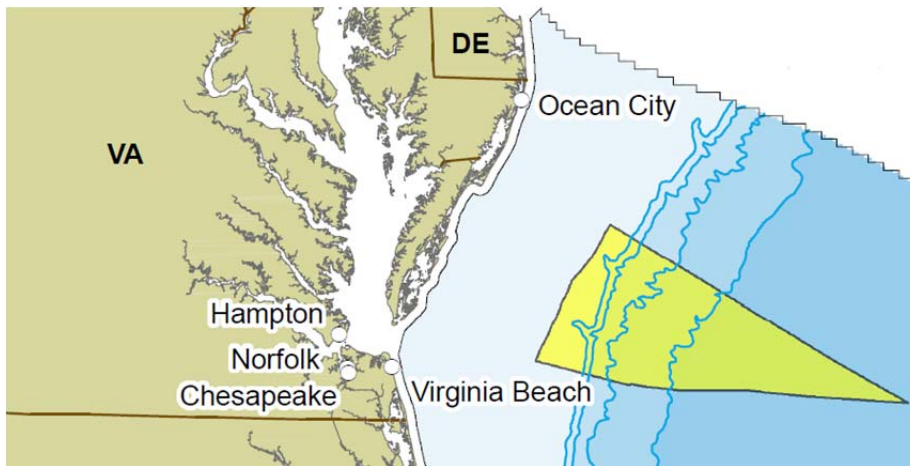 DE
Ocean City
VA
Hampton
Norfolk
Chesapeake
Virginia Beach